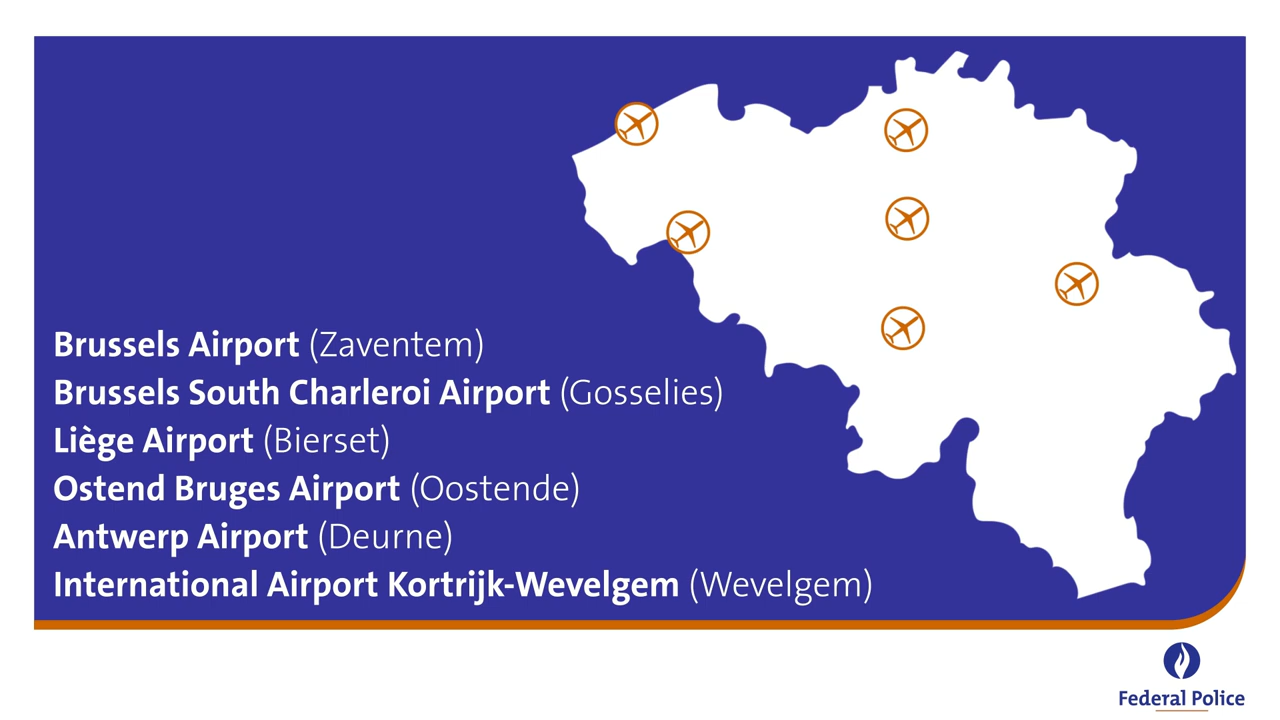 Brussels Airport (Zaventem)
Brussels South Charleroi Airport (Gosselies)
Liège Airport (Bierset)
Ostend Bruges Airport (Oostende)
Antwerp Airport (Deurne)
International Airport Kortrijk-Wevelgem (Wevelgem)
Federal Police